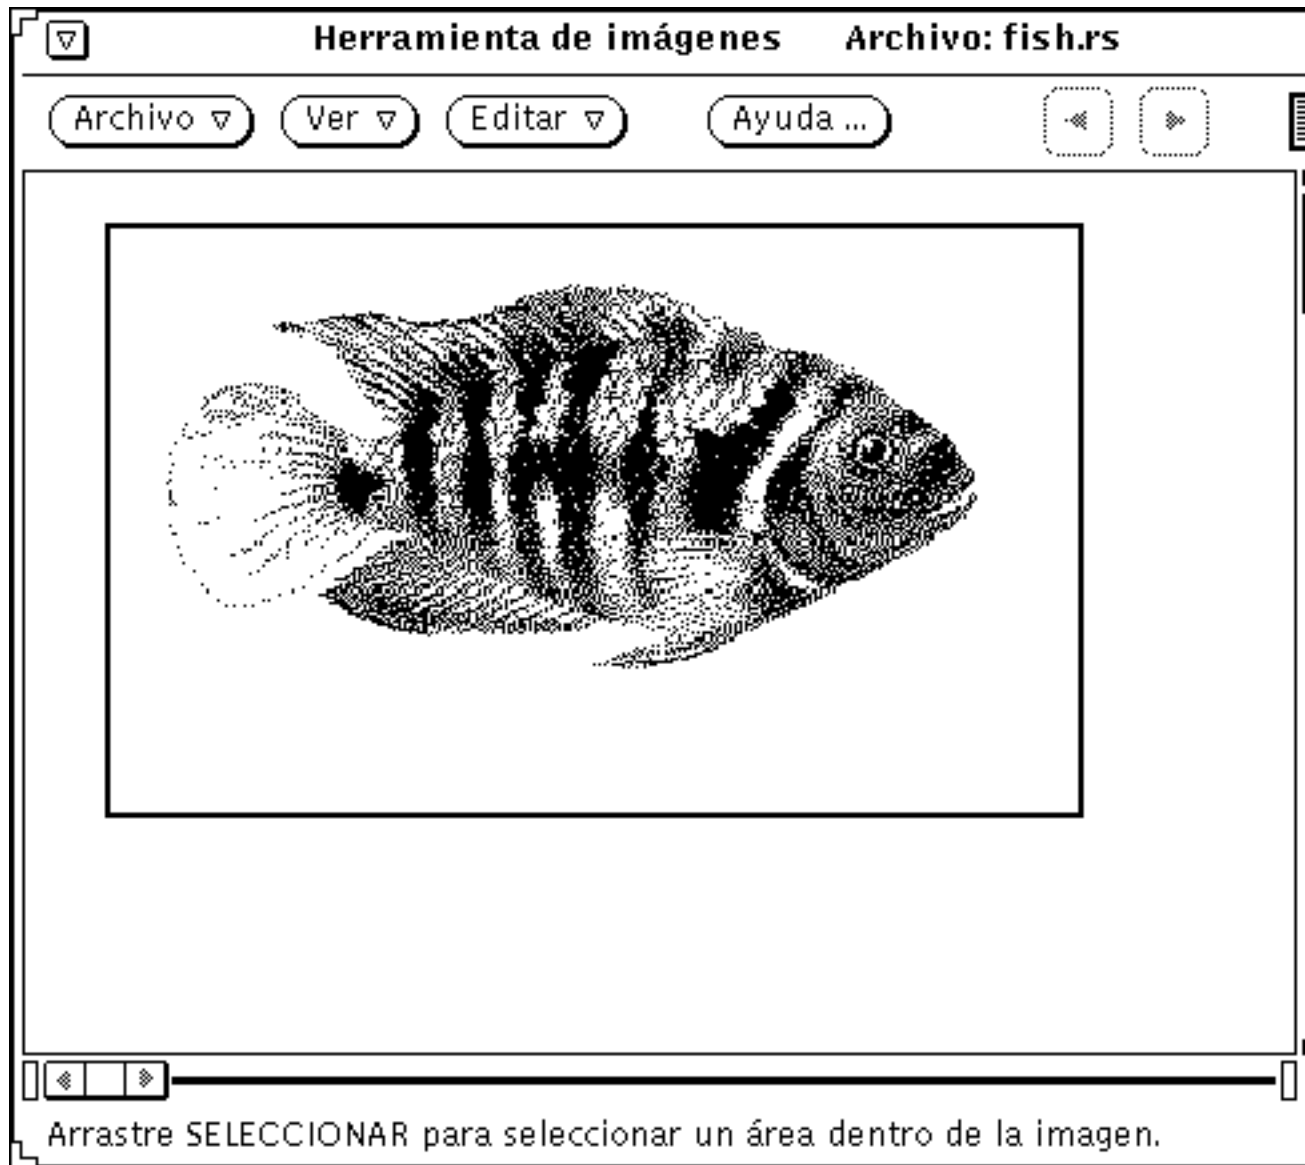 Herramienta de imágenes Archivo: fish.rs
Archivo Ver Editar Ayuda ...
Arrastre SELECCIONAR para seleccionar un área dentro de la imagen.